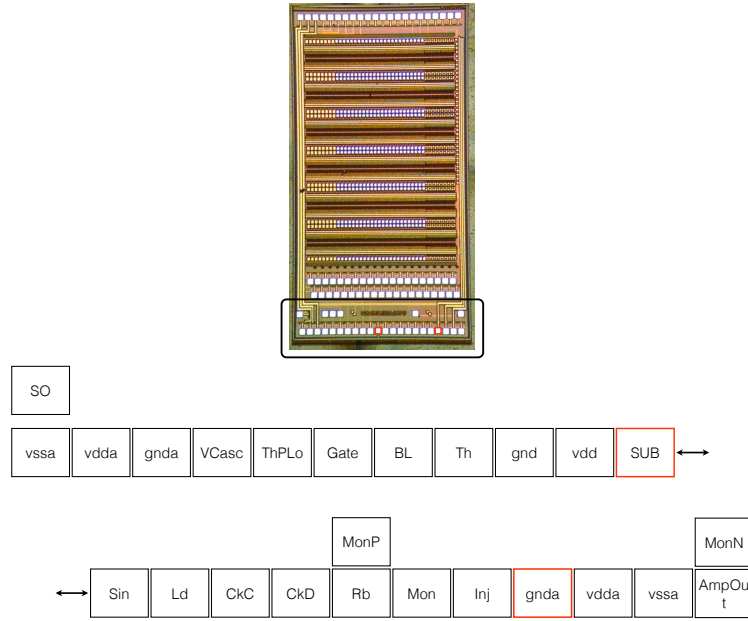 SO
vssa vdda gnda VCasc ThPLo Gate BL Th gnd vdd SUB
MonP MonN
Sin Ld CkC CkD Rb Mon Inj gnda vdda vssa AmpOu
t